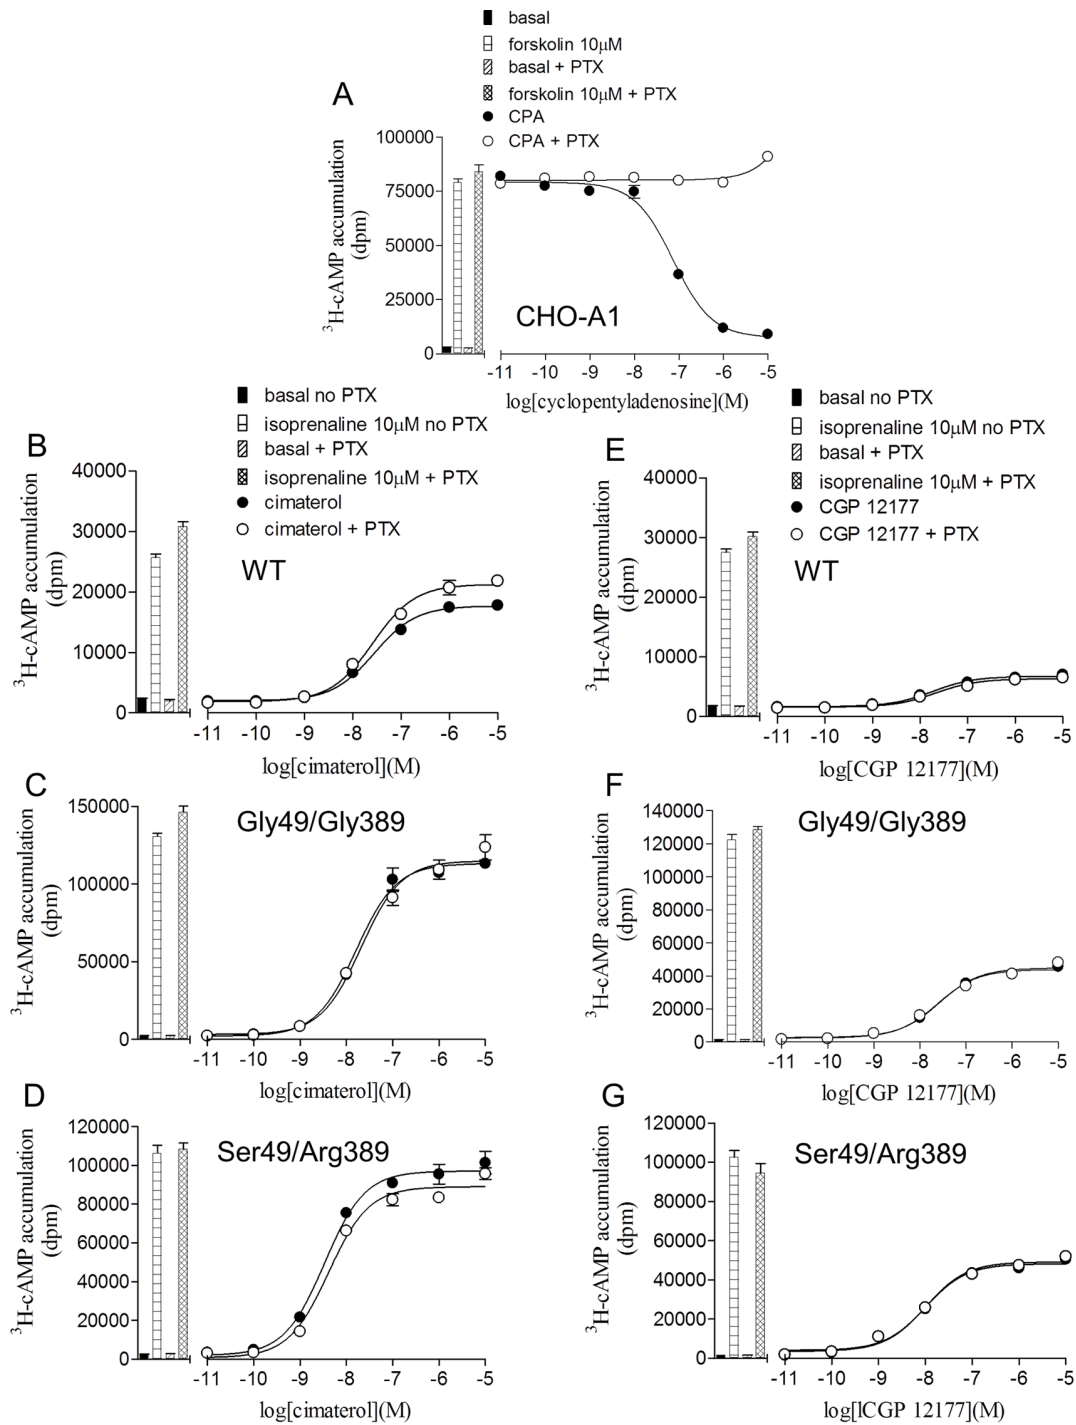 basal
forskolin 10µM
basal + PTX
forskolin 10µM + PTX
CPA
CPA + PTX
A
³H-cAMP accumulation
(dpm)
100000
75000
50000
25000
0
CHO-A1
-11 -10 -9 -8 -7 -6 -5
log[cyclopentyladenosine](M)
basal no PTX
isoprenaline 10µM no PTX
basal + PTX
isoprenaline 10µM + PTX
cimaterol
cimaterol + PTX
B
³H-cAMP accumulation
(dpm)
40000
30000
20000
10000
0
WT
-11 -10 -9 -8 -7 -6 -5
log[cimaterol](M)
C
³H-cAMP accumulation
(dpm)
150000
100000
50000
0
Gly49/Gly389
-11 -10 -9 -8 -7 -6 -5
log[cimaterol](M)
D
³H-cAMP accumulation
(dpm)
120000
100000
80000
60000
40000
20000
0
Ser49/Arg389
-11 -10 -9 -8 -7 -6 -5
log[cimaterol](M)
basal no PTX
isoprenaline 10µM no PTX
basal + PTX
isoprenaline 10µM + PTX
CGP 12177
CGP 12177 + PTX
E
³H-cAMP accumulation
(dpm)
40000
30000
20000
10000
0
WT
-11 -10 -9 -8 -7 -6 -5
log[CGP 12177](M)
F
³H-cAMP accumulation
(dpm)
140000
120000
100000
80000
60000
40000
20000
0
Gly49/Gly389
-11 -10 -9 -8 -7 -6 -5
log[CGP 12177](M)
G
³H-cAMP accumulation
(dpm)
120000
100000
80000
60000
40000
20000
0
Ser49/Arg389
-11 -10 -9 -8 -7 -6 -5
log[lCGP 12177](M)